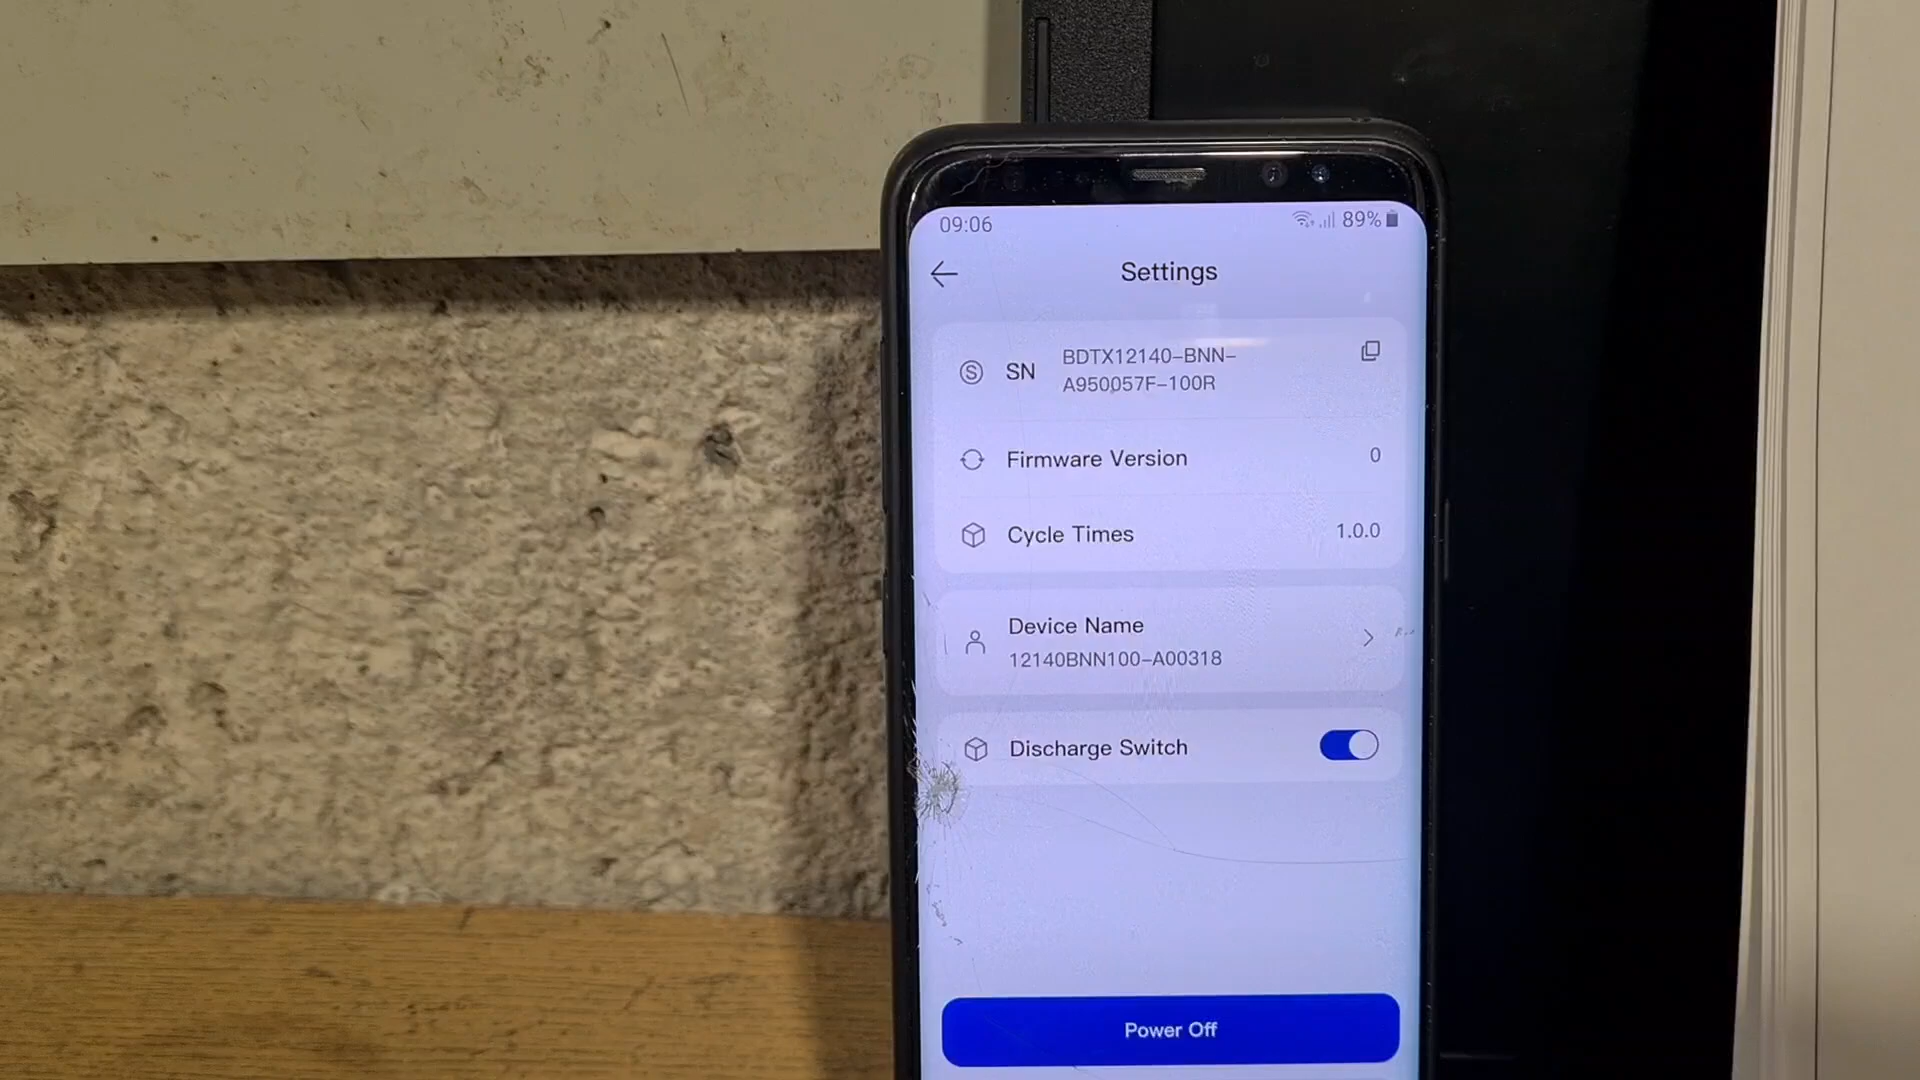 09:06 89%
Settings
SN BDTX12140-BNN-
A950057F-100R
Firmware Version 0
Cycle Times 1.0.0
Device Name
12140BNN100-A00318
Discharge Switch
Power Off